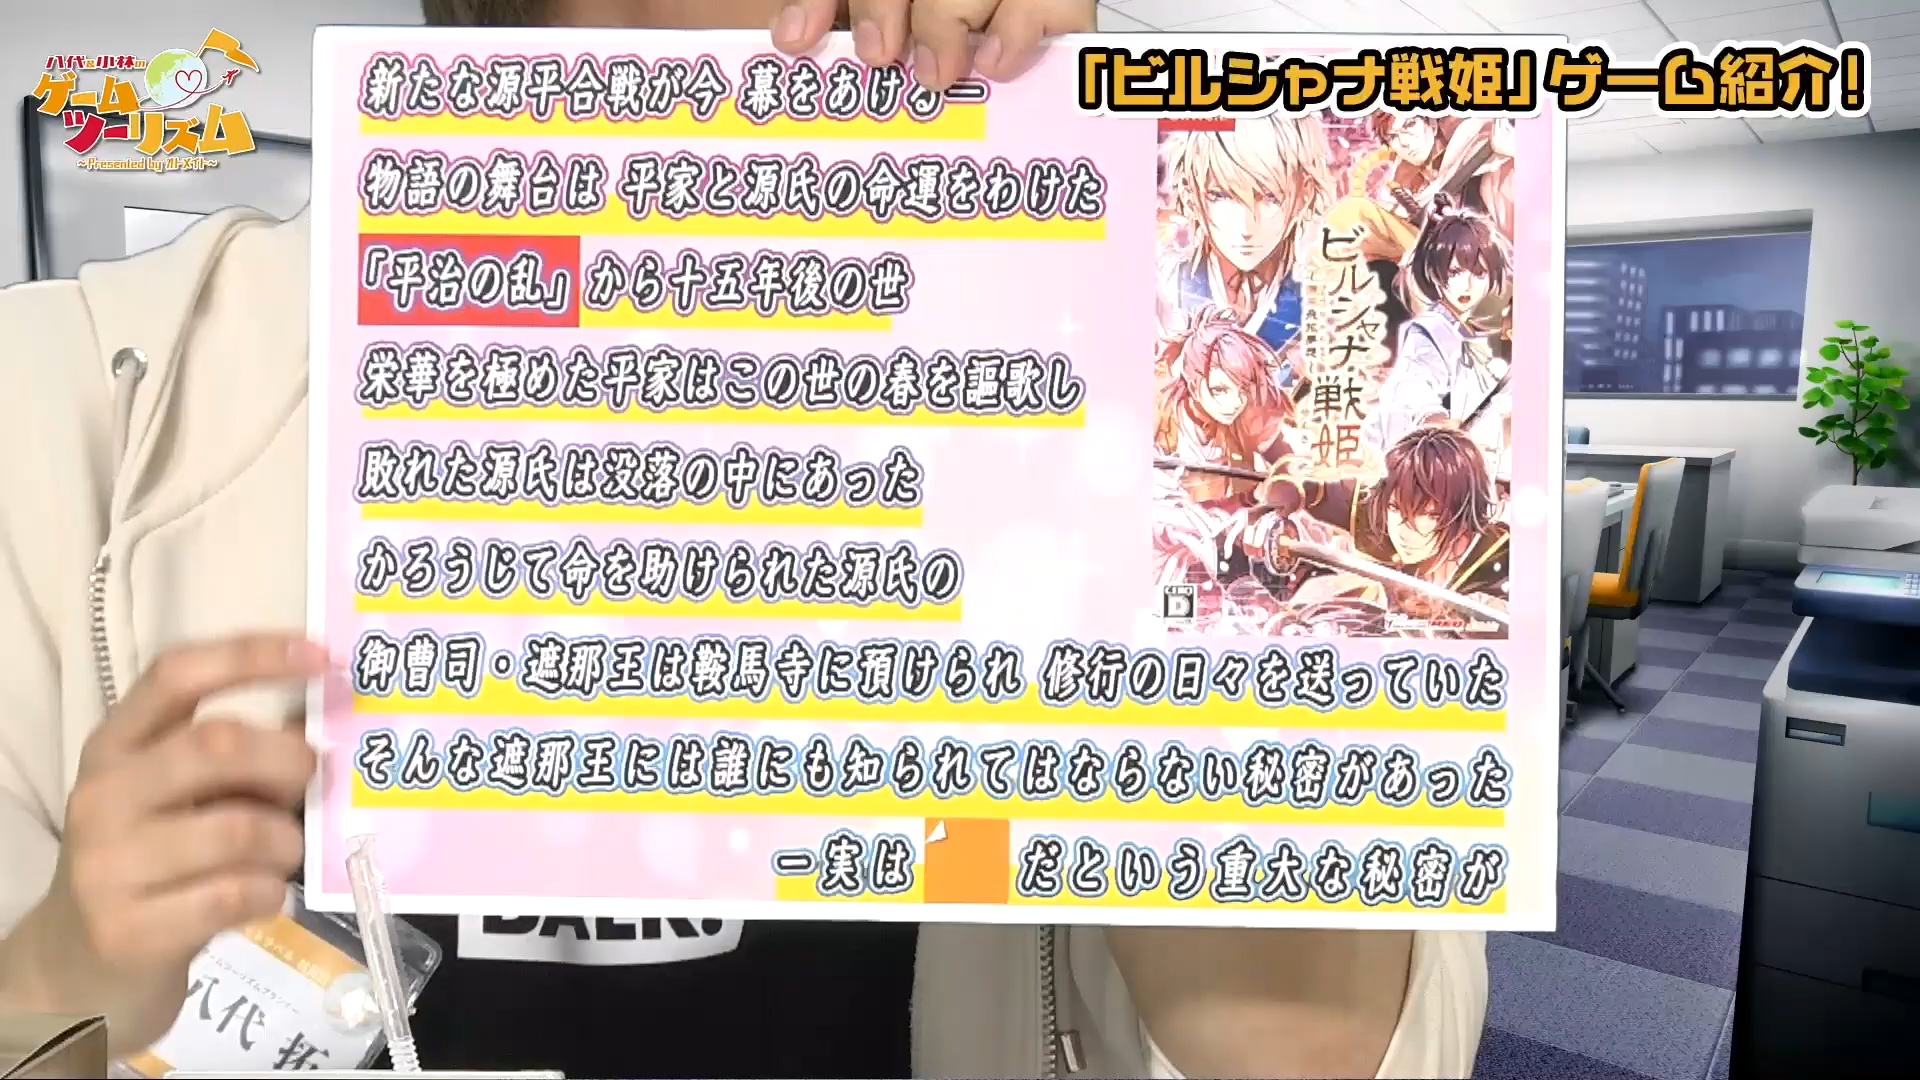 八代&小林の
ゲーム
ツーリズム
~Presented by オトメイト~
「ビルシャナ戦姫」ゲーム紹介!
新たな源平合戦が今 幕をあける―
物語の舞台は 平家と源氏の命運をわけた
「平治の乱」から十五年後の世
栄華を極めた平家はこの世の春を謳歌し
敗れた源氏は没落の中にあった
かろうじて命を助けられた源氏の
御曹司・遮那王は鞍馬寺に預けられ 修行の日々を送っていた
そんな遮那王には誰にも知られてはならない秘密があった
―実は だという重大な秘密が
ビルシャナ戦姫
源平飛花夢想
D
八代 拓